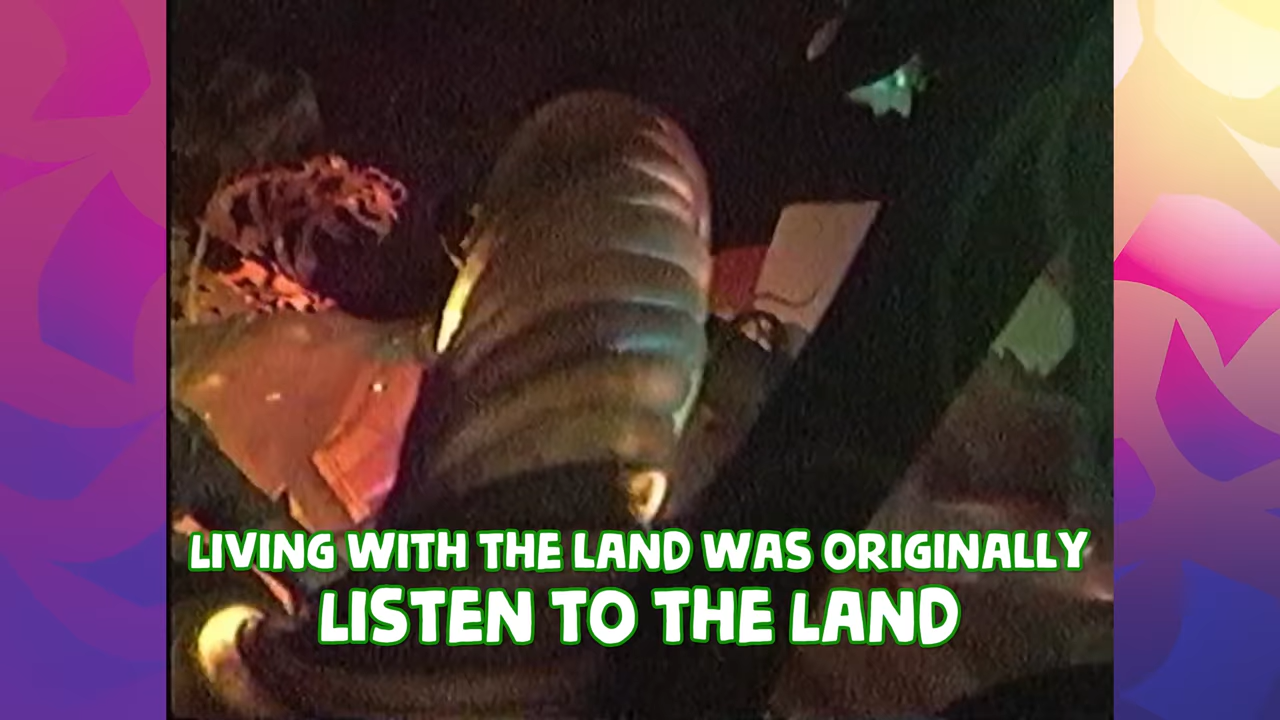 LIVING WITH THE LAND WAS ORIGINALLY
LISTEN TO THE LAND